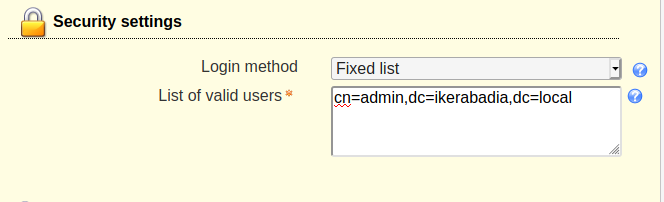 Security settings
Login method Fixed list
List of valid users * cn=admin,dc=ikerabadia,dc=local